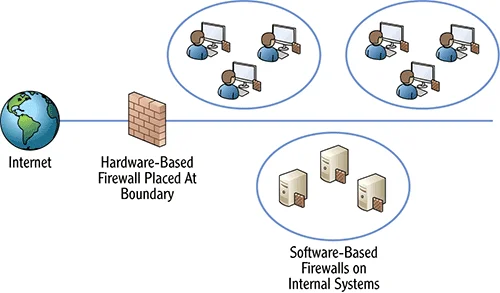 Internet
Hardware-Based
Firewall Placed At
Boundary
Software-Based
Firewalls on
Internal Systems